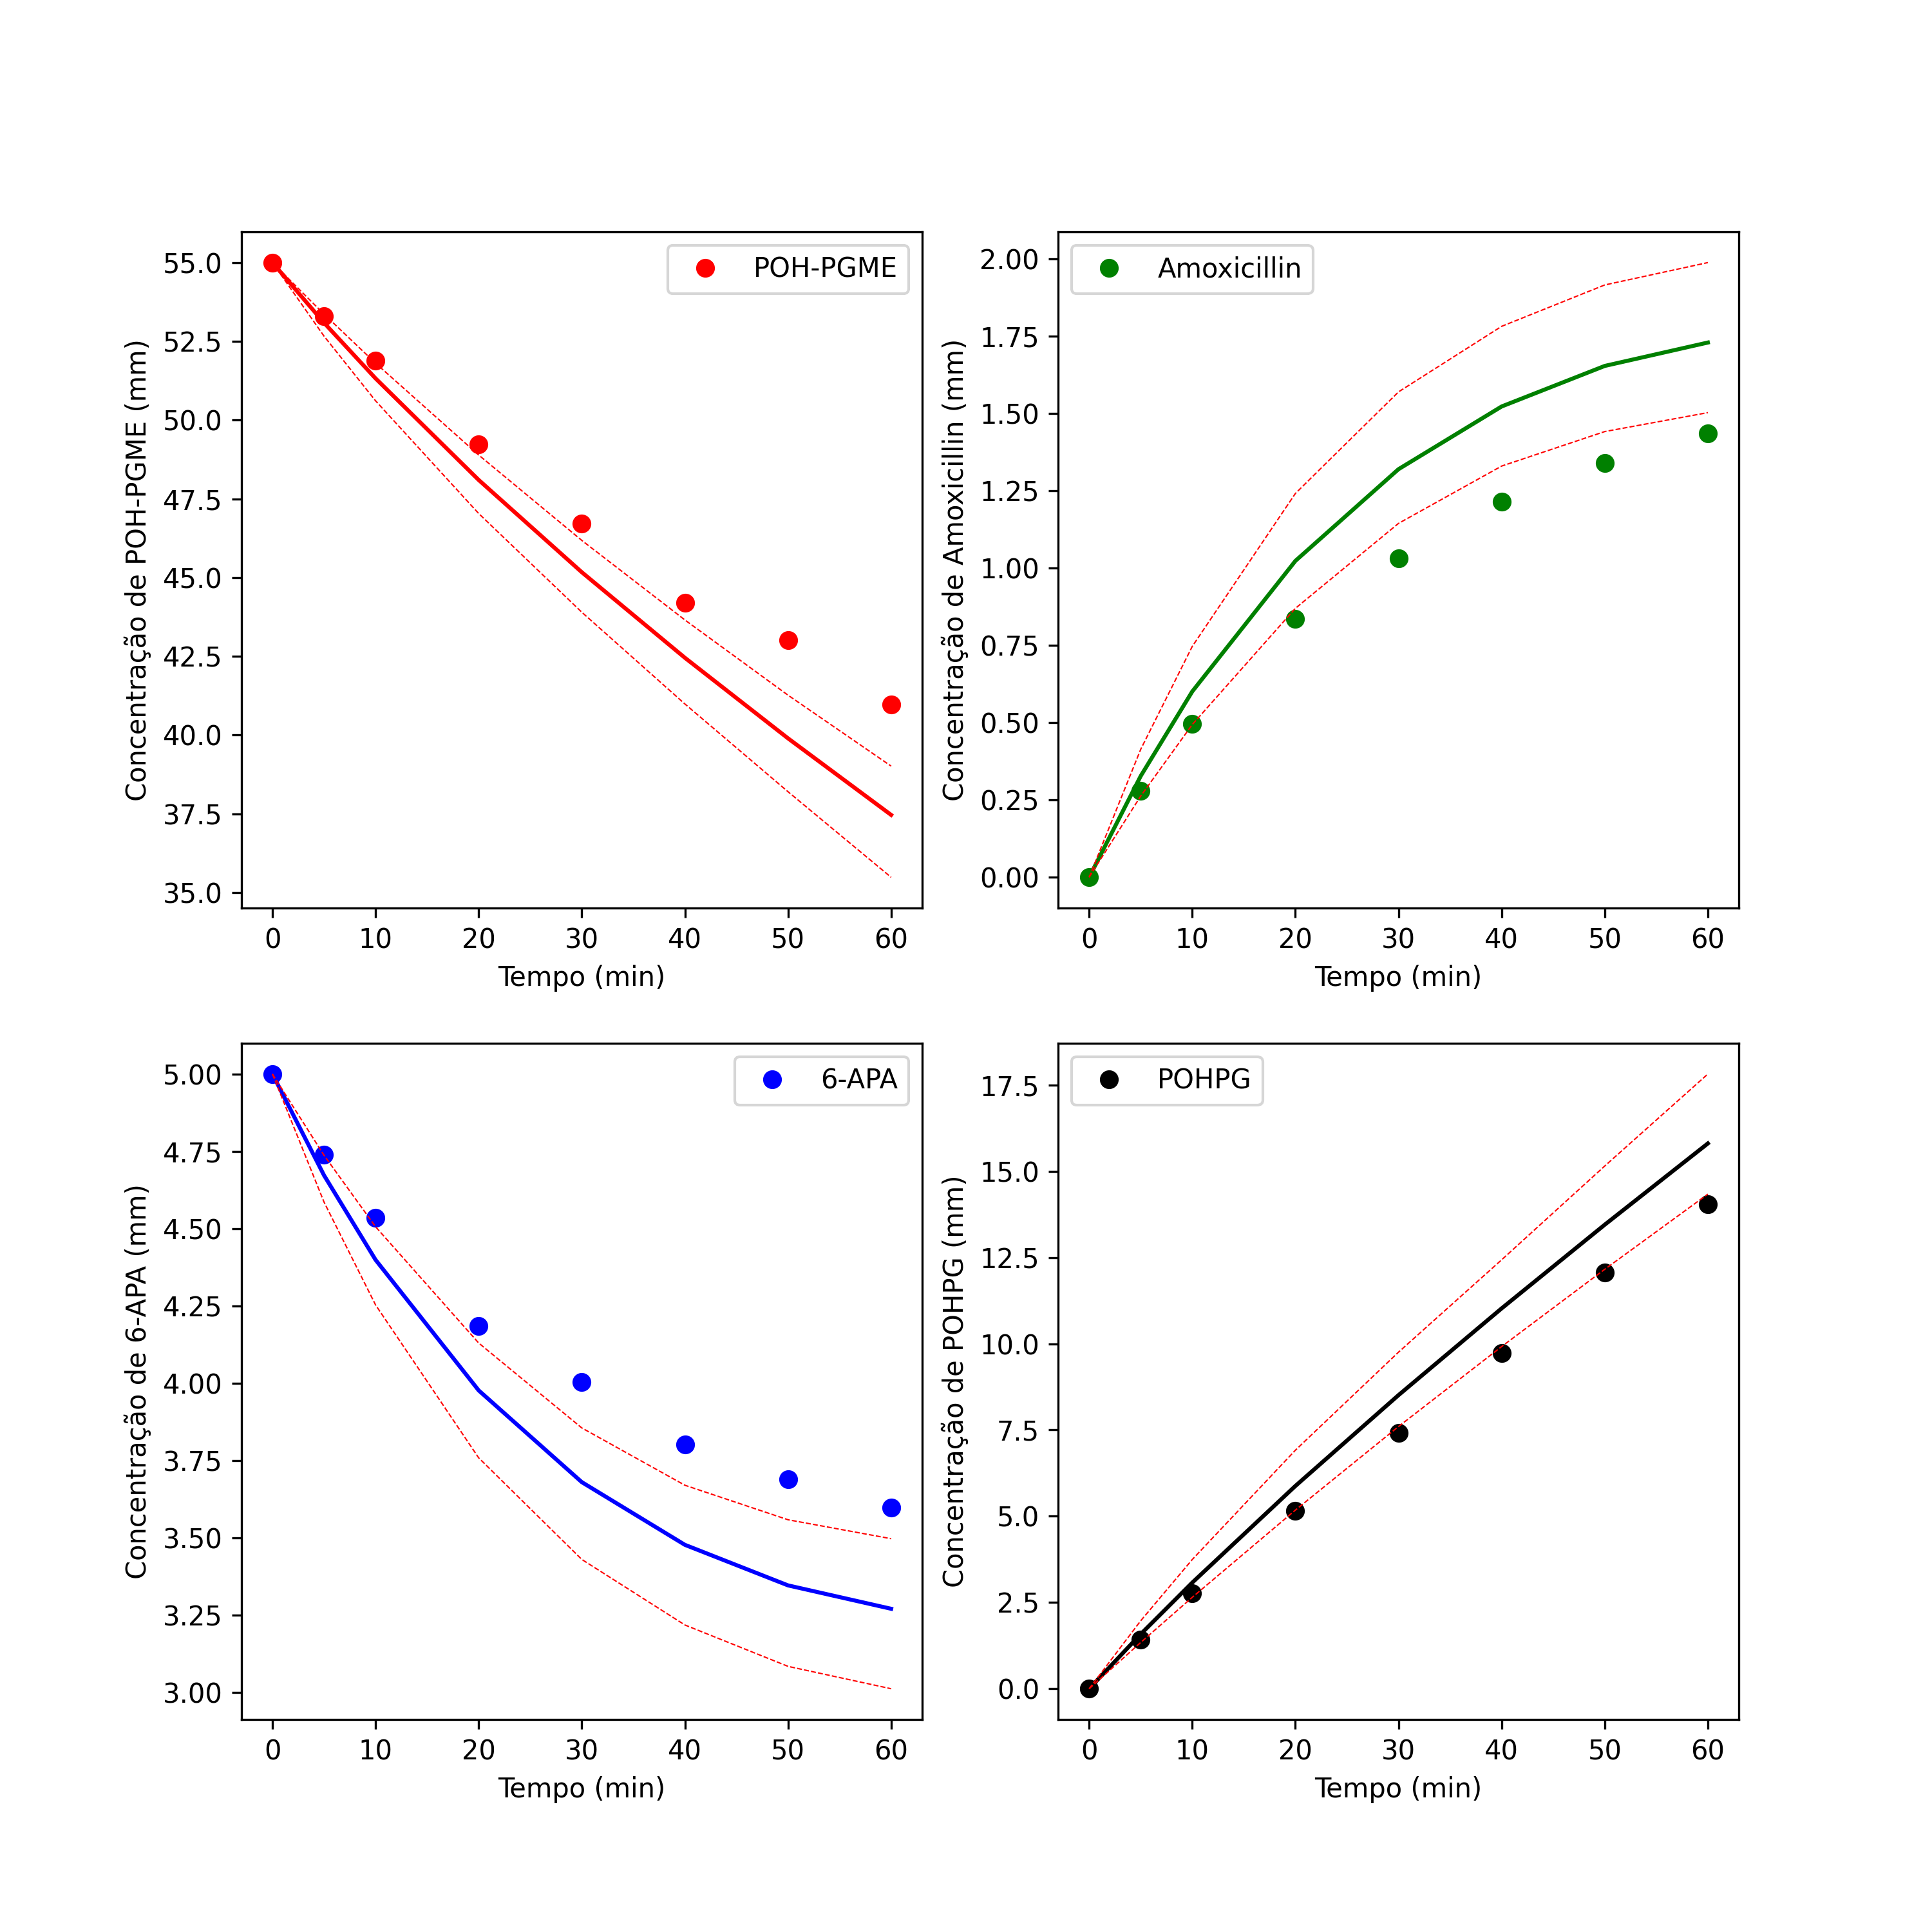 POH-PGME
Concentração de POH-PGME (mm)
55.0
52.5
50.0
47.5
45.0
42.5
40.0
37.5
35.0
0 10 20 30 40 50 60
Tempo (min)
Amoxicillin
Concentração de Amoxicillin (mm)
2.00
1.75
1.50
1.25
1.00
0.75
0.50
0.25
0.00
0 10 20 30 40 50 60
Tempo (min)
6-APA
Concentração de 6-APA (mm)
5.00
4.75
4.50
4.25
4.00
3.75
3.50
3.25
3.00
0 10 20 30 40 50 60
Tempo (min)
POHPG
Concentração de POHPG (mm)
17.5
15.0
12.5
10.0
7.5
5.0
2.5
0.0
0 10 20 30 40 50 60
Tempo (min)